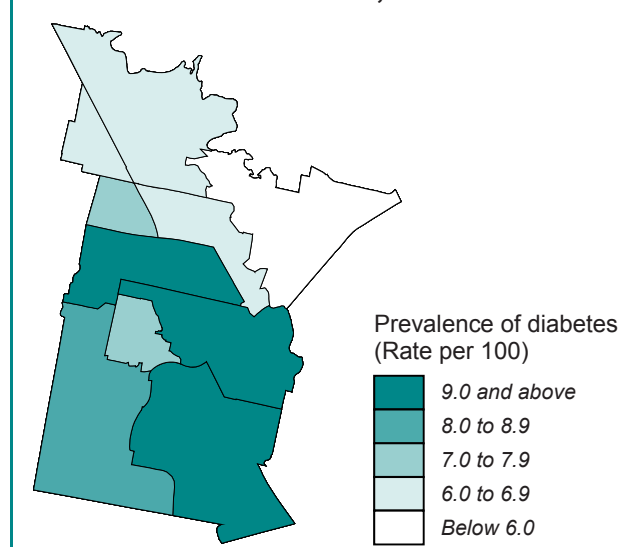 Prevalence of diabetes
(Rate per 100)
9.0 and above
8.0 to 8.9
7.0 to 7.9
6.0 to 6.9
Below 6.0